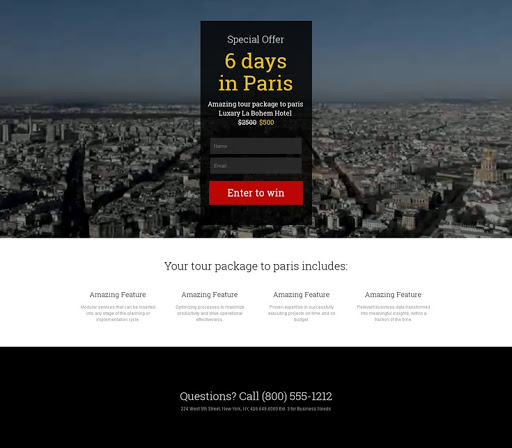 Special Offer
6 days
in Paris
Amazing tour package to paris
Luxary La Bohem Hotel
$2500 $500
Name
Email
Enter to win
Your tour package to paris includes:
Amazing Feature
Modular services that can be inserted
into any stage of the planning or
implementation cycle.
Amazing Feature
Optimizing processes to maximize
productivity and drive operational
effectiveness.
Amazing Feature
Proven expertise in successfully
executing projects on time and on
budget.
Amazing Feature
business data transformed
into meaningful insights, within a
fraction of the time.
Questions? Call (800) 555-1212
224 West 5th Street, New York, NY, 3 for Business Needs